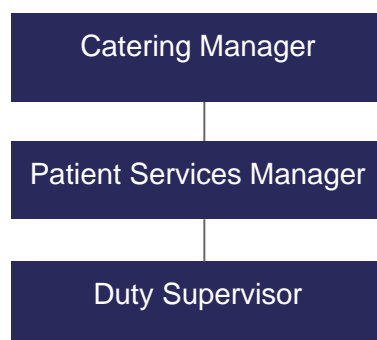 Catering Manager
Patient Services Manager
Duty Supervisor